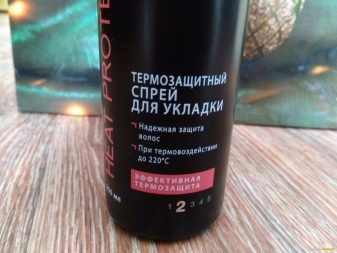 HEAT PROTE
ТЕРМОЗАЩИТНЫЙ
СПРЕЙ
ДЛЯ УКЛАДКИ
Надежная защита
волос
При термовоздействии
до 220°C
ЭФФЕКТИВНАЯ
ТЕРМОЗАЩИТА
мл
1 2 3 4 5